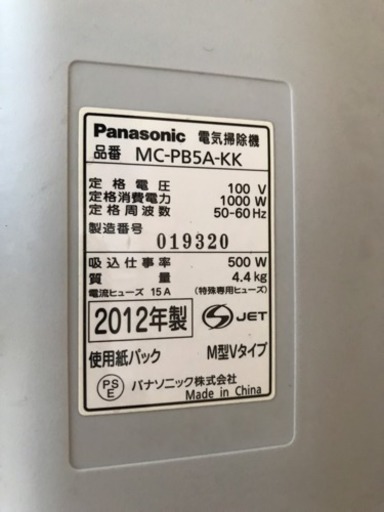 Panasonic 電気掃除機
品番 MC-PB5A-KK
定格電圧 100 V
定格消費電力 1000 W
定格周波数 50-60 Hz
製造番号 019320
吸込仕事率 500 W
質量 4.4 kg
電流ヒューズ 15A (特殊専用ヒューズ)
2012年製 S JET
使用紙パック M型Vタイプ
PS E パナソニック株式会社
Made in China